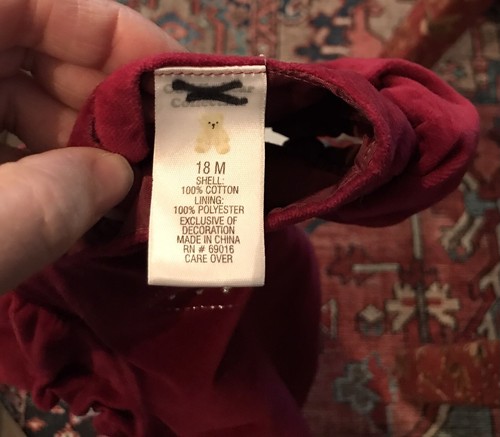 18 M
SHELL:
100% COTTON
LINING:
100% POLYESTER
EXCLUSIVE OF
DECORATION
MADE IN CHINA
RN # 69016
CARE OVER